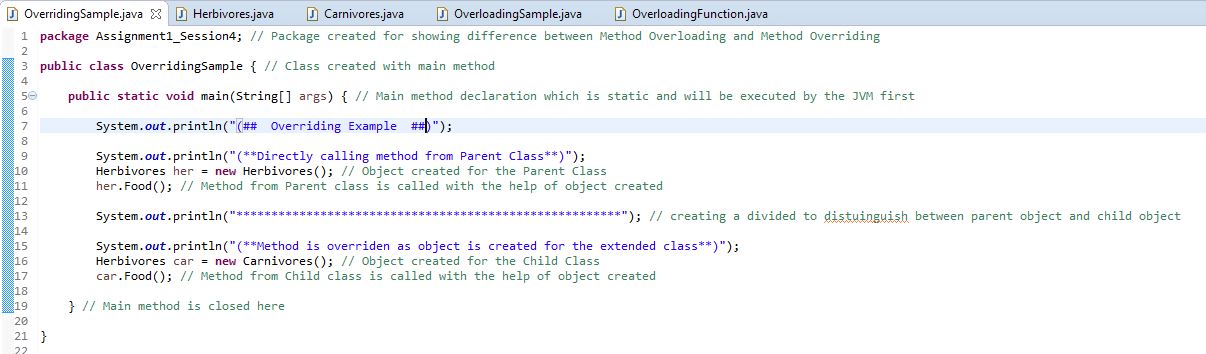 OverridingSample.java Herbivores.java Carnivores.java OverloadingSample.java OverloadingFunction.java
1 package Assignment1_Session4; // Package created for showing difference between Method Overloading and Method Overriding
2
3 public class OverridingSample { // Class created with main method
4
5 public static void main(String[] args) { // Main method declaration which is static and will be executed by the JVM first
6
7 System.out.println("(##  Overriding Example  ##)");
8
9 System.out.println("(**Directly calling method from Parent Class**)");
10 Herbivores her = new Herbivores(); // Object created for the Parent Class
11 her.Food(); // Method from Parent class is called with the help of object created
12
13 System.out.println("*******************************************************"); // creating a divided to distuinguish between parent object and child object
14
15 System.out.println("(**Method is overriden as object is created for the extended class**)");
16 Herbivores car = new Carnivores(); // Object created for the Child Class
17 car.Food(); // Method from Child class is called with the help of object created
18
19 } // Main method is closed here
20
21 }
22